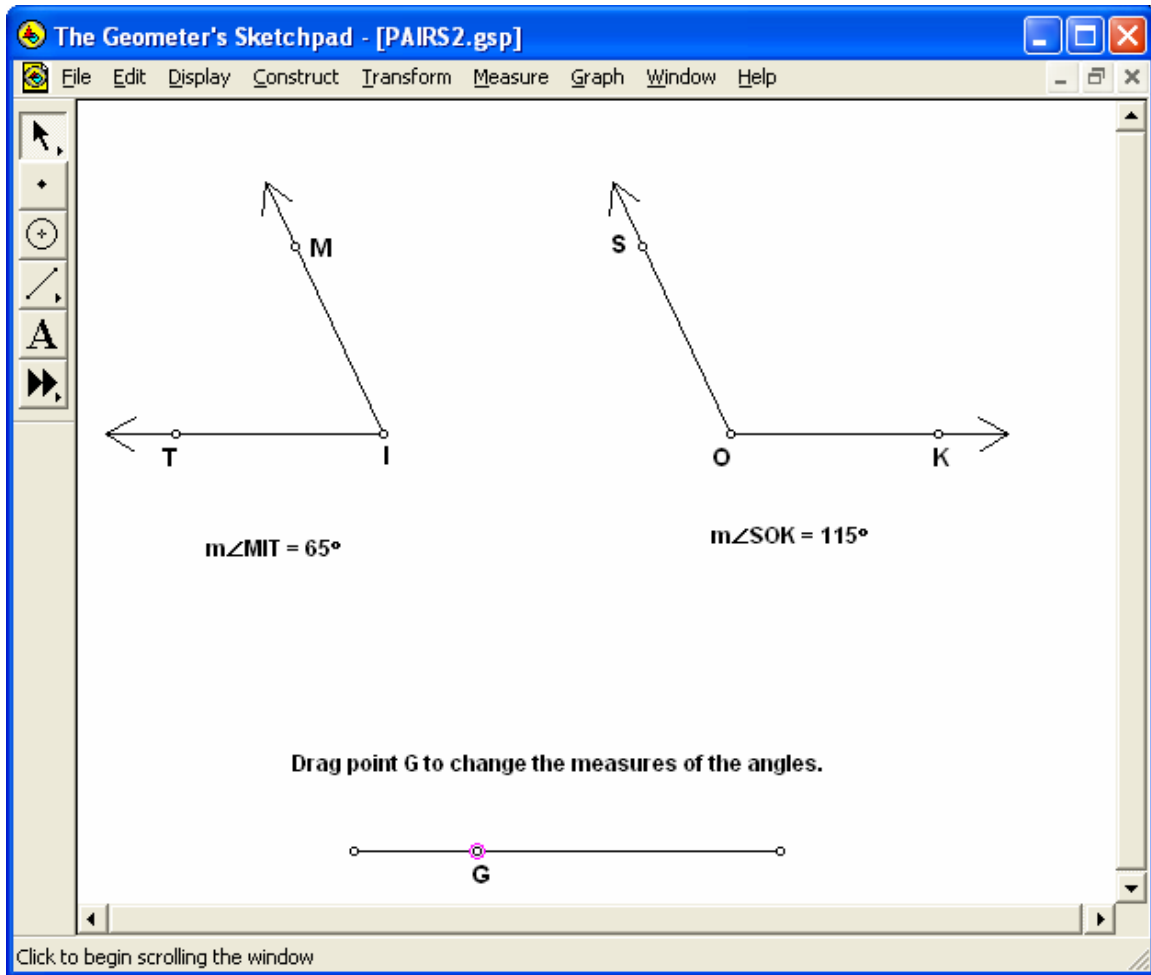 The Geometer's Sketchpad - [PAIRS2.gsp]
File Edit Display Construct Transform Measure Graph Window Help
A
M
S
T
I
O
K
m∠MIT = 65°
m∠SOK = 115°
Drag point G to change the measures of the angles.
G
Click to begin scrolling the window